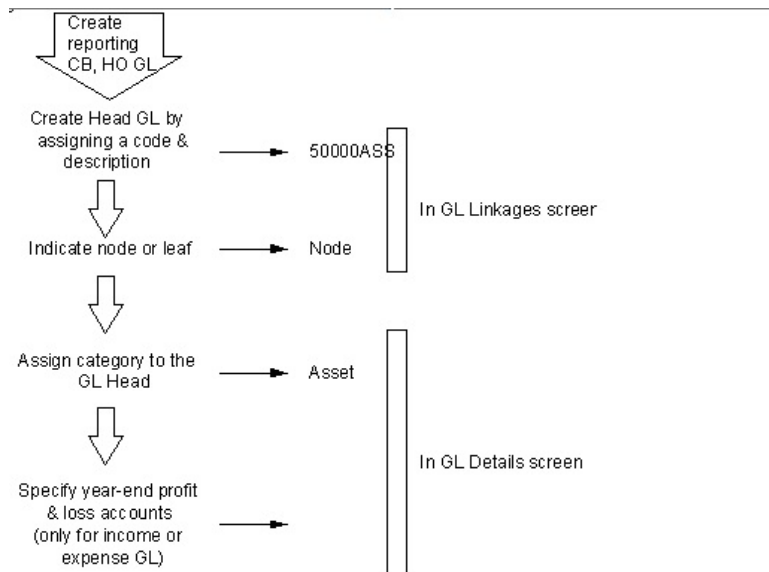 Create
reporting
CB, HO GL
Create Head GL by
assigning a code &
description
50000ASS
In GL Linkages screer
Indicate node or leaf
Node
Assign category to the
GL Head
Asset
In GL Details screen
Specify year-end profit
& loss accounts
(only for income or
expense GL)